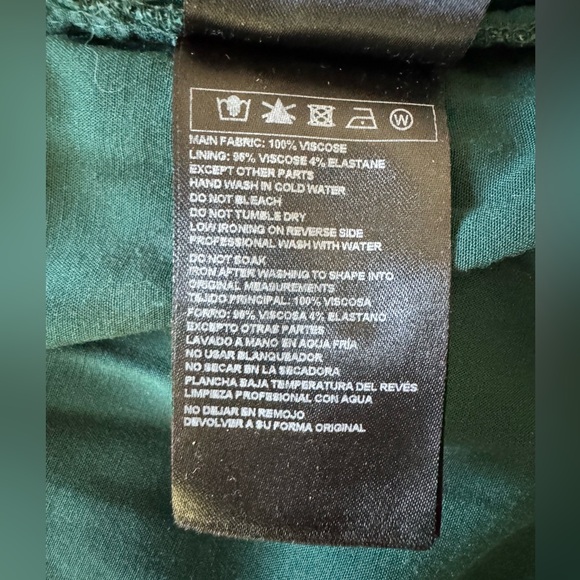 W
MAIN FABRIC: 100% VISCOSE
LINING: 96% VISCOSE 4% ELASTANE
EXCEPT OTHER PARTS
HAND WASH IN COLD WATER
DO NOT BLEACH
DO NOT TUMBLE DRY
LOW IRONING ON REVERSE SIDE
PROFESSIONAL WASH WITH WATER
DO NOT SOAK
IRON AFTER WASHING TO SHAPE INTO
ORIGINAL MEASUREMENTS
TEJIDO PRINCIPAL: 100% VISCOSA
FORRO: 96% VISCOSA 4% ELASTANO
EXCEPTO OTRAS PARTES
LAVADO A MANO EN AQUA FRÍA
NO USAR BLANQUEADOR
NO SECAR EN LA SECADORA
PLANCHA BAJA TEMPERATURA DEL REVÉS
LIMPIEZA PROFESIONAL CON AQUA
NO DEJAR EN REMOJO
DEVOLVER A SU FORMA ORIGINAL